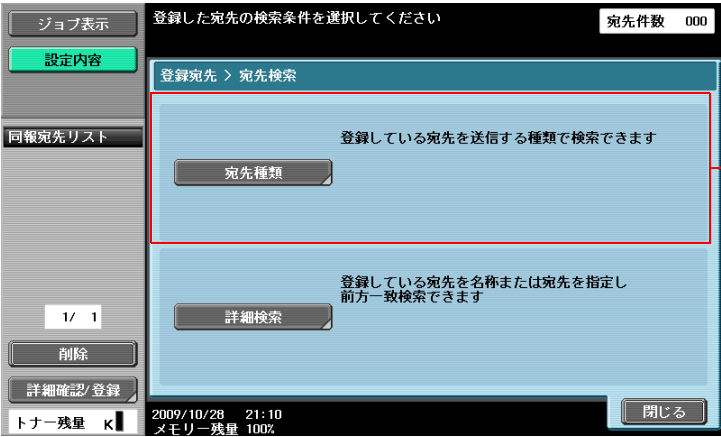 ジョブ表示
登録した宛先の検索条件を選択してください
宛先件数 000
設定内容
登録宛先 > 宛先検索
同報宛先リスト
登録している宛先を送信する種類で検索できます
宛先種類
登録している宛先を名称または宛先を指定し
前方一致検索できます
詳細検索
1/ 1
削除
詳細確認/登録
トナー残量 K
2009/10/28 21:10
メモリー残量 100%
閉じる